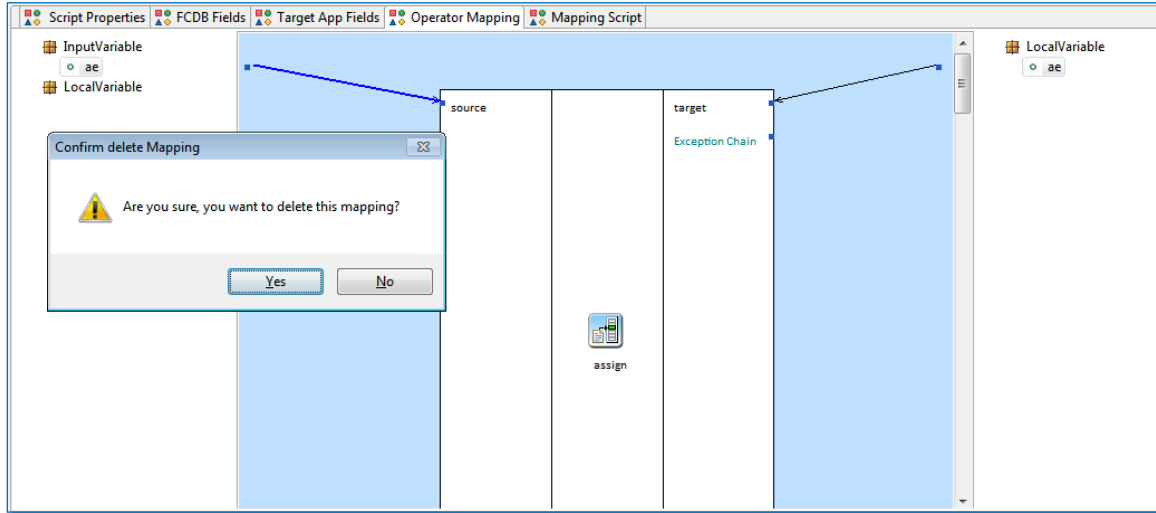 Script Properties FCDB Fields Target App Fields Operator Mapping Mapping Script
InputVariable
ae
LocalVariable
source
target
Exception Chain
LocalVariable
ae
Confirm delete Mapping
Are you sure, you want to delete this mapping?
Yes No
assign